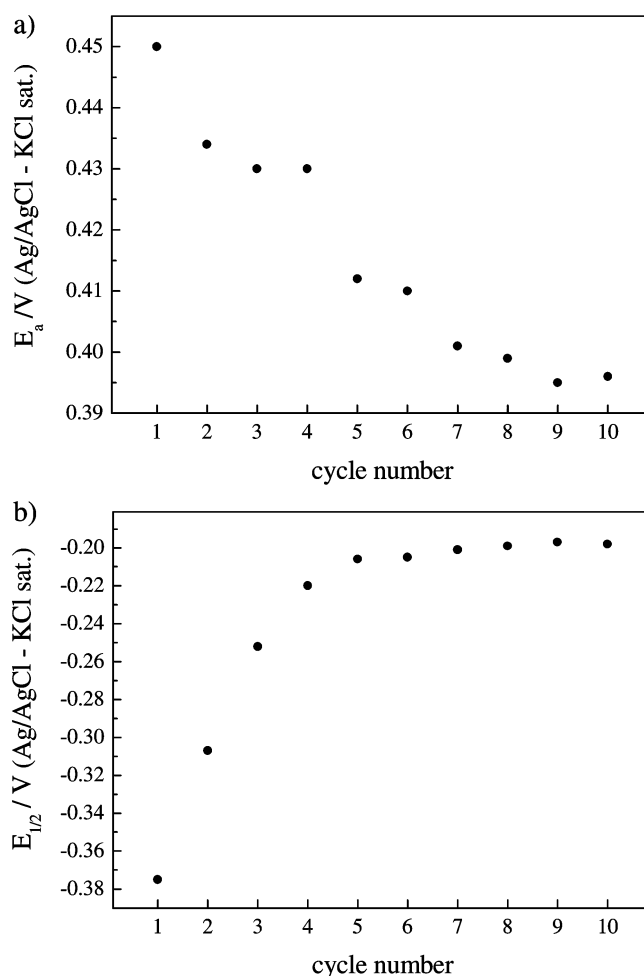 a)
0.45
0.44
0.43
0.42
0.41
0.40
0.39
E_a /V (Ag/AgCl - KCl sat.)
1 2 3 4 5 6 7 8 9 10
cycle number
b)
-0.20
-0.22
-0.24
-0.26
-0.28
-0.30
-0.32
-0.34
-0.36
-0.38
E_1/2 / V (Ag/AgCl - KCl sat.)
1 2 3 4 5 6 7 8 9 10
cycle number